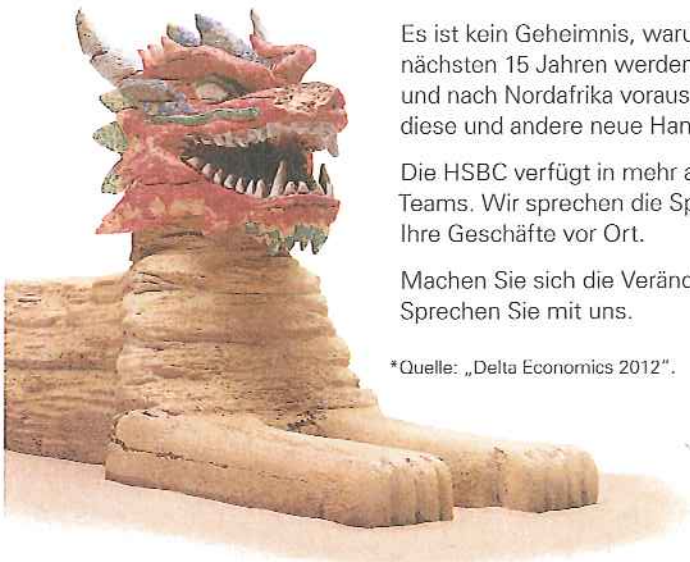 Es ist kein Geheimnis,
nächsten 15 Jahren werden
und nach Nordafrika
diese und andere neue
Die HSBC verfügt in mehr
Teams. Wir sprechen die
Ihre Geschäfte vor Ort.
Machen Sie sich die
Sprechen Sie mit uns.
*Quelle: „Delta Economics 2012".